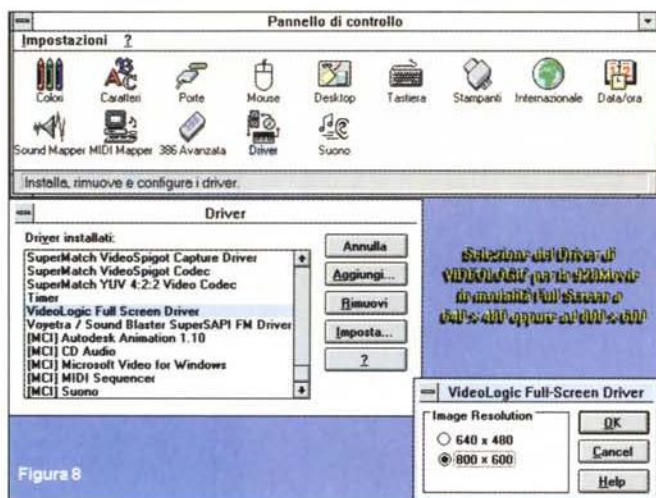 Pannello di controllo
Impostazioni ?
Colori Caratteri Porte Mouse Desktop Tastiera Stampanti Internazionale Data/ora
Sound Mapper MIDI Mapper 386 Avanzata Driver Suono
Installa, rimuove e configura i driver.
Driver
Driver installati:
SuperMatch VideoSpigot Capture Driver
SuperMatch VideoSpigot Codec
SuperMatch YUV 4:2:2 Video Codec
Timer
VideoLogic Full Screen Driver
Voyetra / Sound Blaster SuperSAPI FM Driver
[MCI] Autodesk Animation 1.10
[MCI] CD Audio
[MCI] Microsoft Video for Windows
[MCI] MIDI Sequencer
[MCI] Suono
Annulla
Aggiungi...
Rimuovi
Imposta...
?
Selezione del Driver di
VIDEOLOGIC per la 928Movie
in modalità Full Screen a
640 x 480 oppure ad 800 x 600
VideoLogic Full-Screen Driver
Image Resolution
640 x 480
800 x 600
OK
Cancel
Help
Figura 8